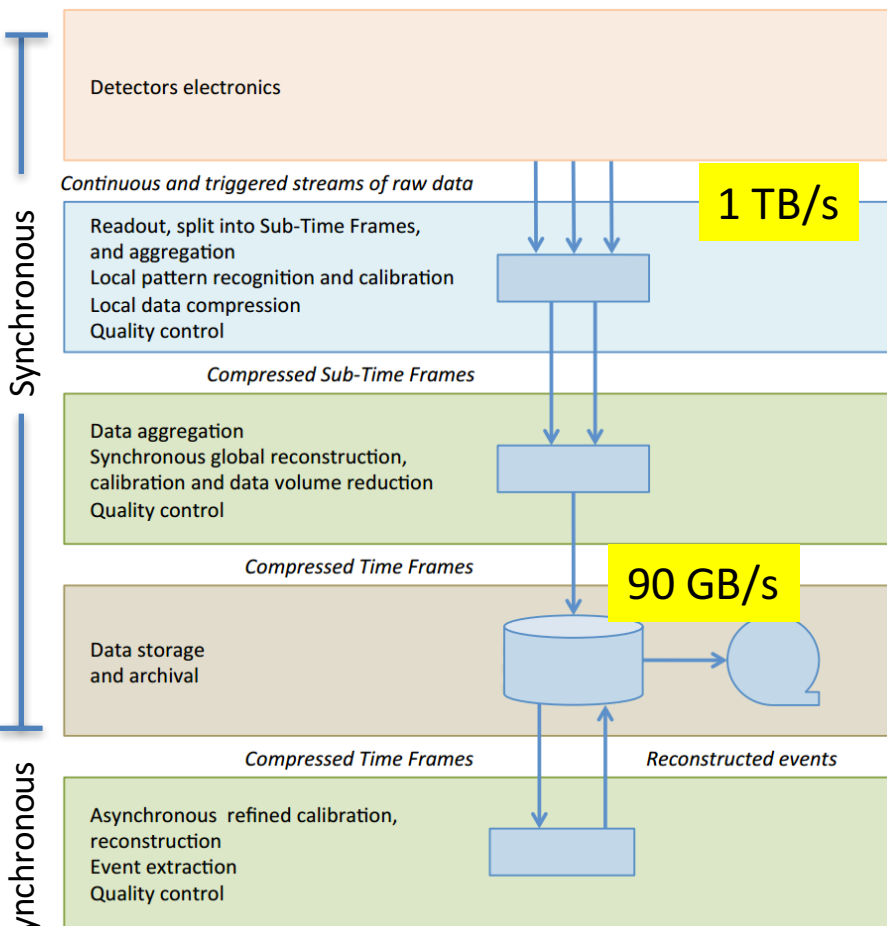 Detectors electronics
Continuous and triggered streams of raw data
1 TB/s
Readout, split into Sub-Time Frames,
and aggregation
Local pattern recognition and calibration
Local data compression
Quality control
Synchronous
Compressed Sub-Time Frames
Data aggregation
Synchronous global reconstruction,
calibration and data volume reduction
Quality control
Compressed Time Frames
90 GB/s
Data storage
and archival
Compressed Time Frames
Reconstructed events
Asynchronous refined calibration,
reconstruction
Event extraction
Quality control
ynchronous